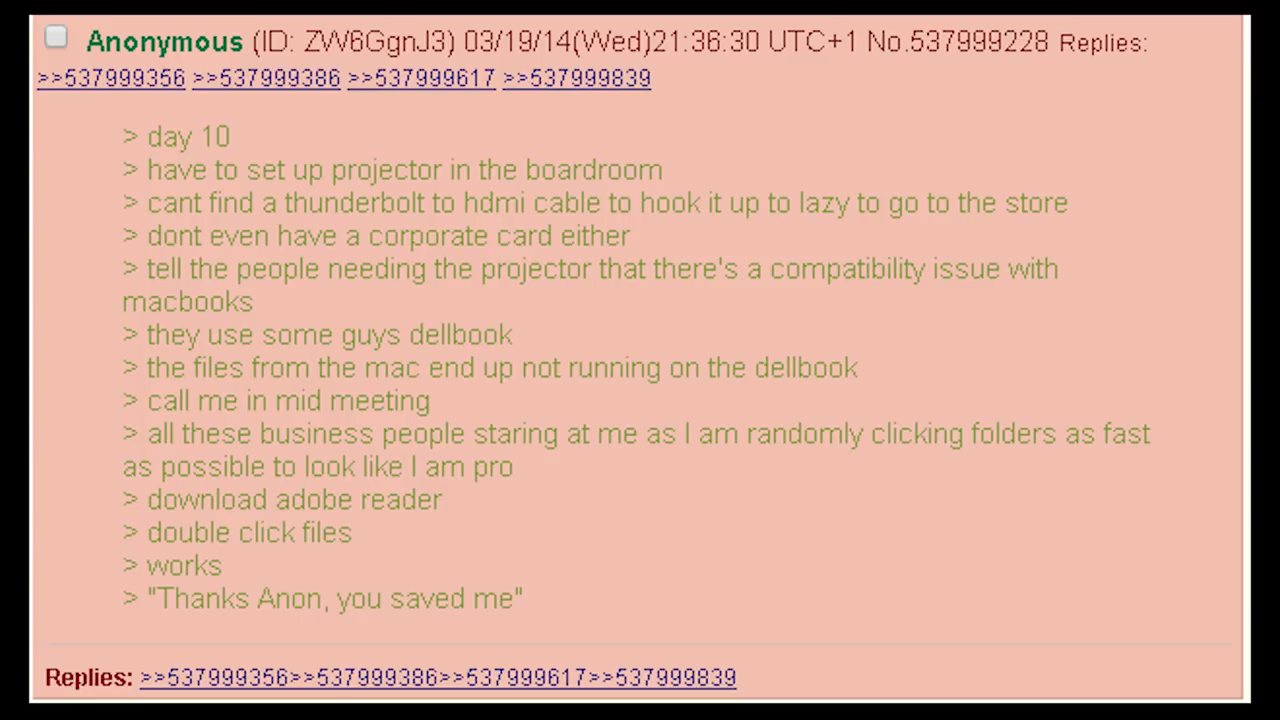 Anonymous (ID: ZW6GgnJ3) 03/19/14(Wed)21:36:30 UTC+1 No.537999228 Replies:
>>537999356 >>537999386 >>537999617 >>537999839
> day 10
> have to set up projector in the boardroom
> cant find a thunderbolt to hdmi cable to hook it up to lazy to go to the store
> dont even have a corporate card either
> tell the people needing the projector that there's a compatibility issue with
macbooks
> they use some guys dellbook
> the files from the mac end up not running on the dellbook
> call me in mid meeting
> all these business people staring at me as I am randomly clicking folders as fast
as possible to look like I am pro
> download adobe reader
> double click files
> works
> "Thanks Anon, you saved me"
Replies: >>537999356>>537999386>>537999617>>537999839